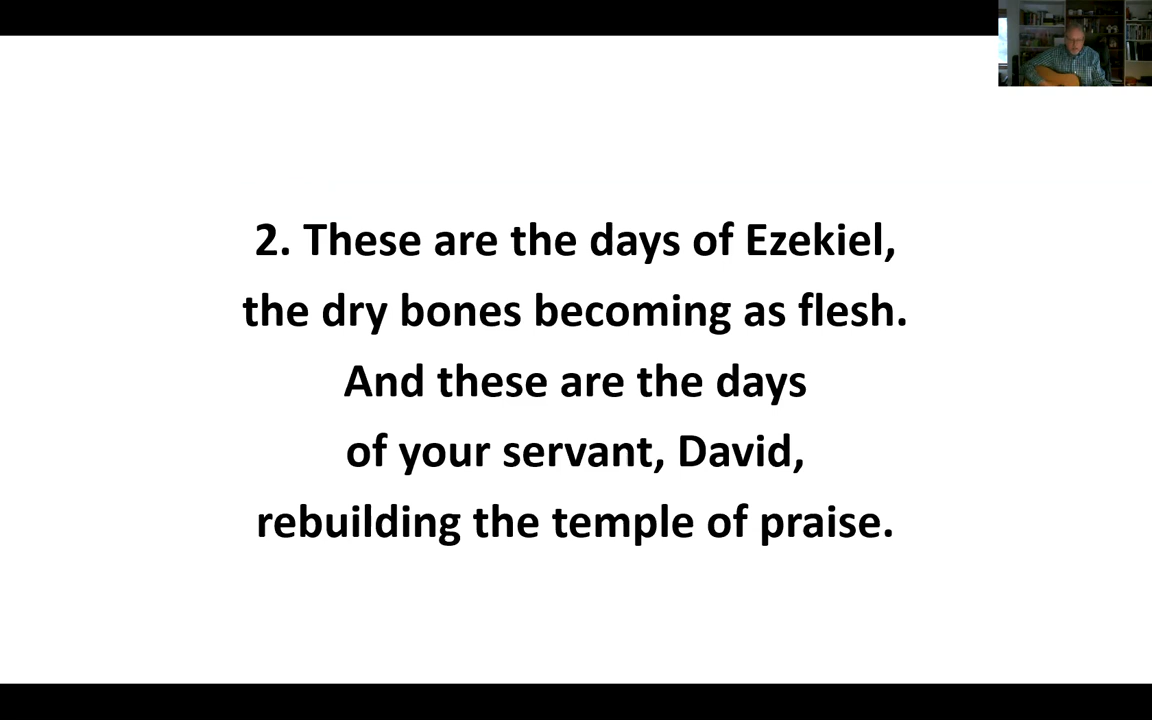 2. These are the days of Ezekiel,
the dry bones becoming as flesh.
And these are the days
of your servant, David,
rebuilding the temple of praise.